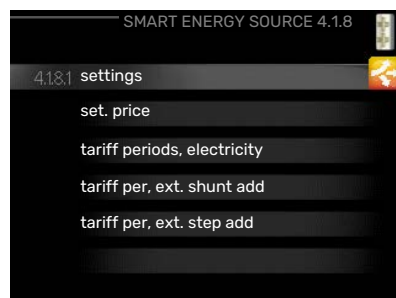 SMART ENERGY SOURCE 4.1.8
4.1.8.1 settings
set. price
tariff periods, electricity
tariff per, ext. shunt add
tariff per, ext. step add